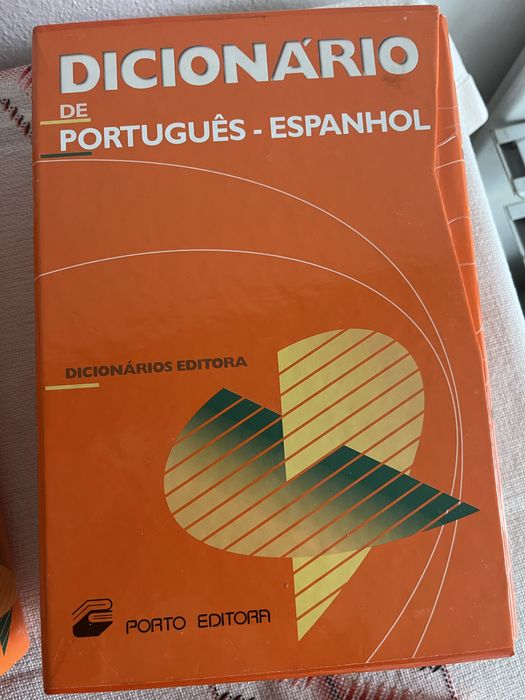 DICIONÁRIO
DE
PORTUGUÊS - ESPANHOL
DICIONÁRIOS EDITORA
PORTO EDITORA